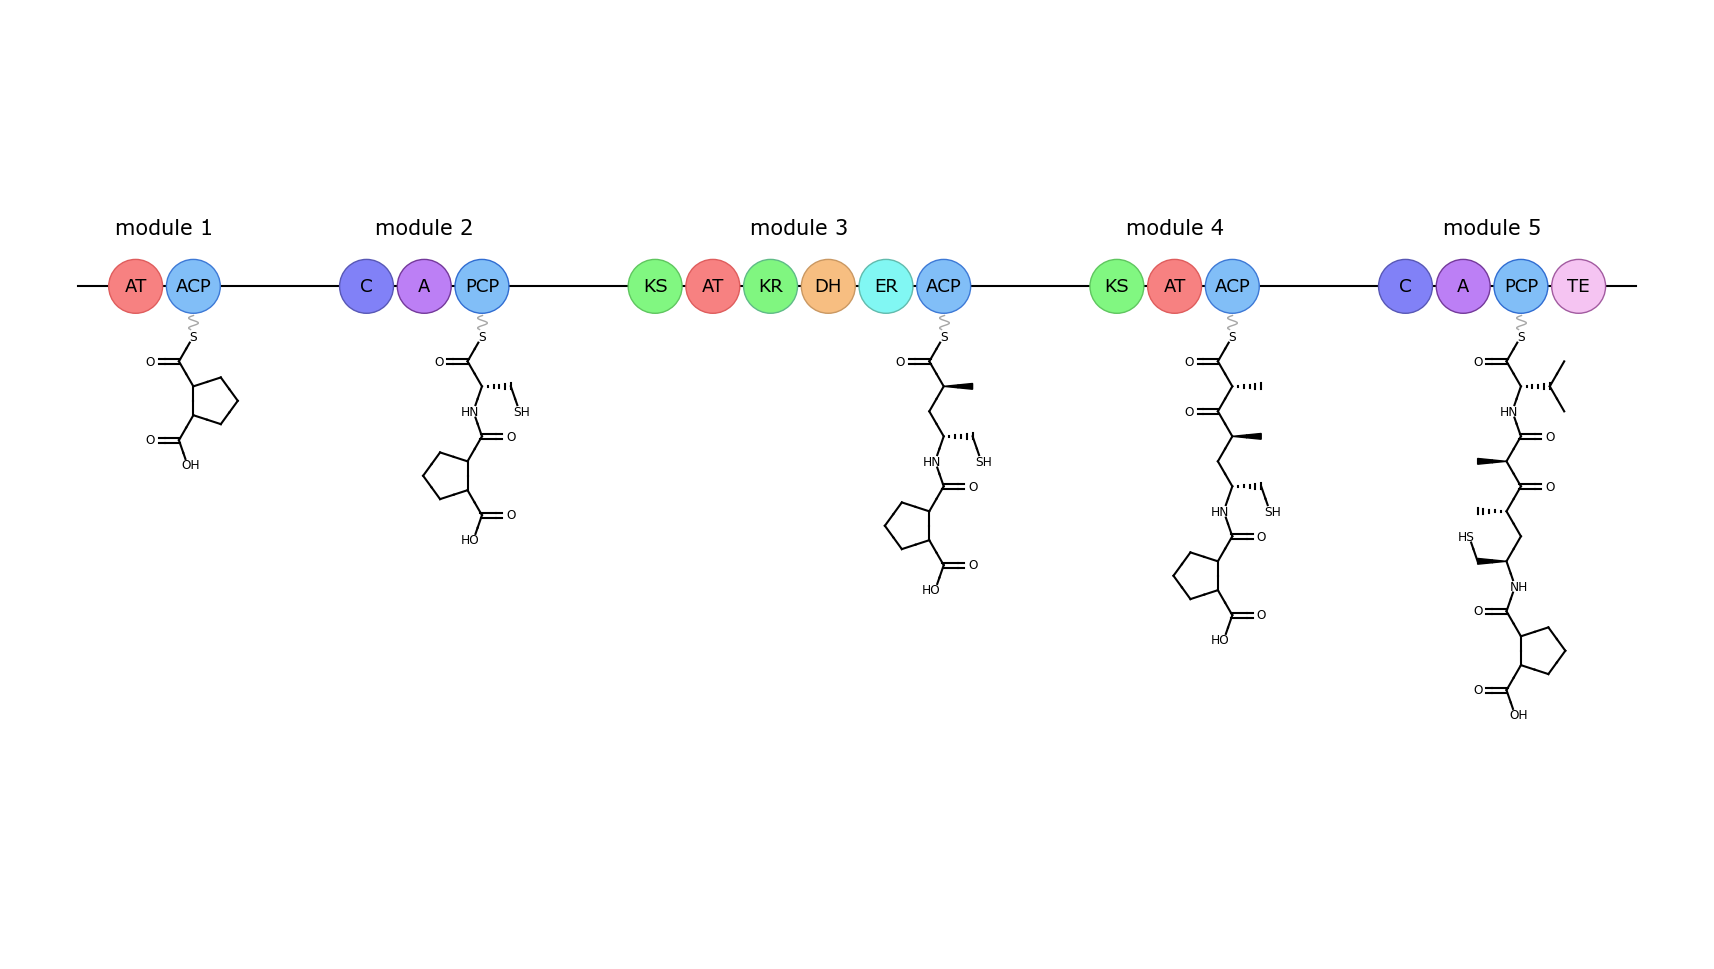 module 1 module 2 module 3 module 4 module 5
AT ACP C A PCP KS AT KR DH ER ACP KS AT ACP C A PCP TE
S S S S S
O O O O O
HN SH O HN
O O O
OH HN SH HN SH O
O O HS
HO O HO O NH
HO O
HO O
OH